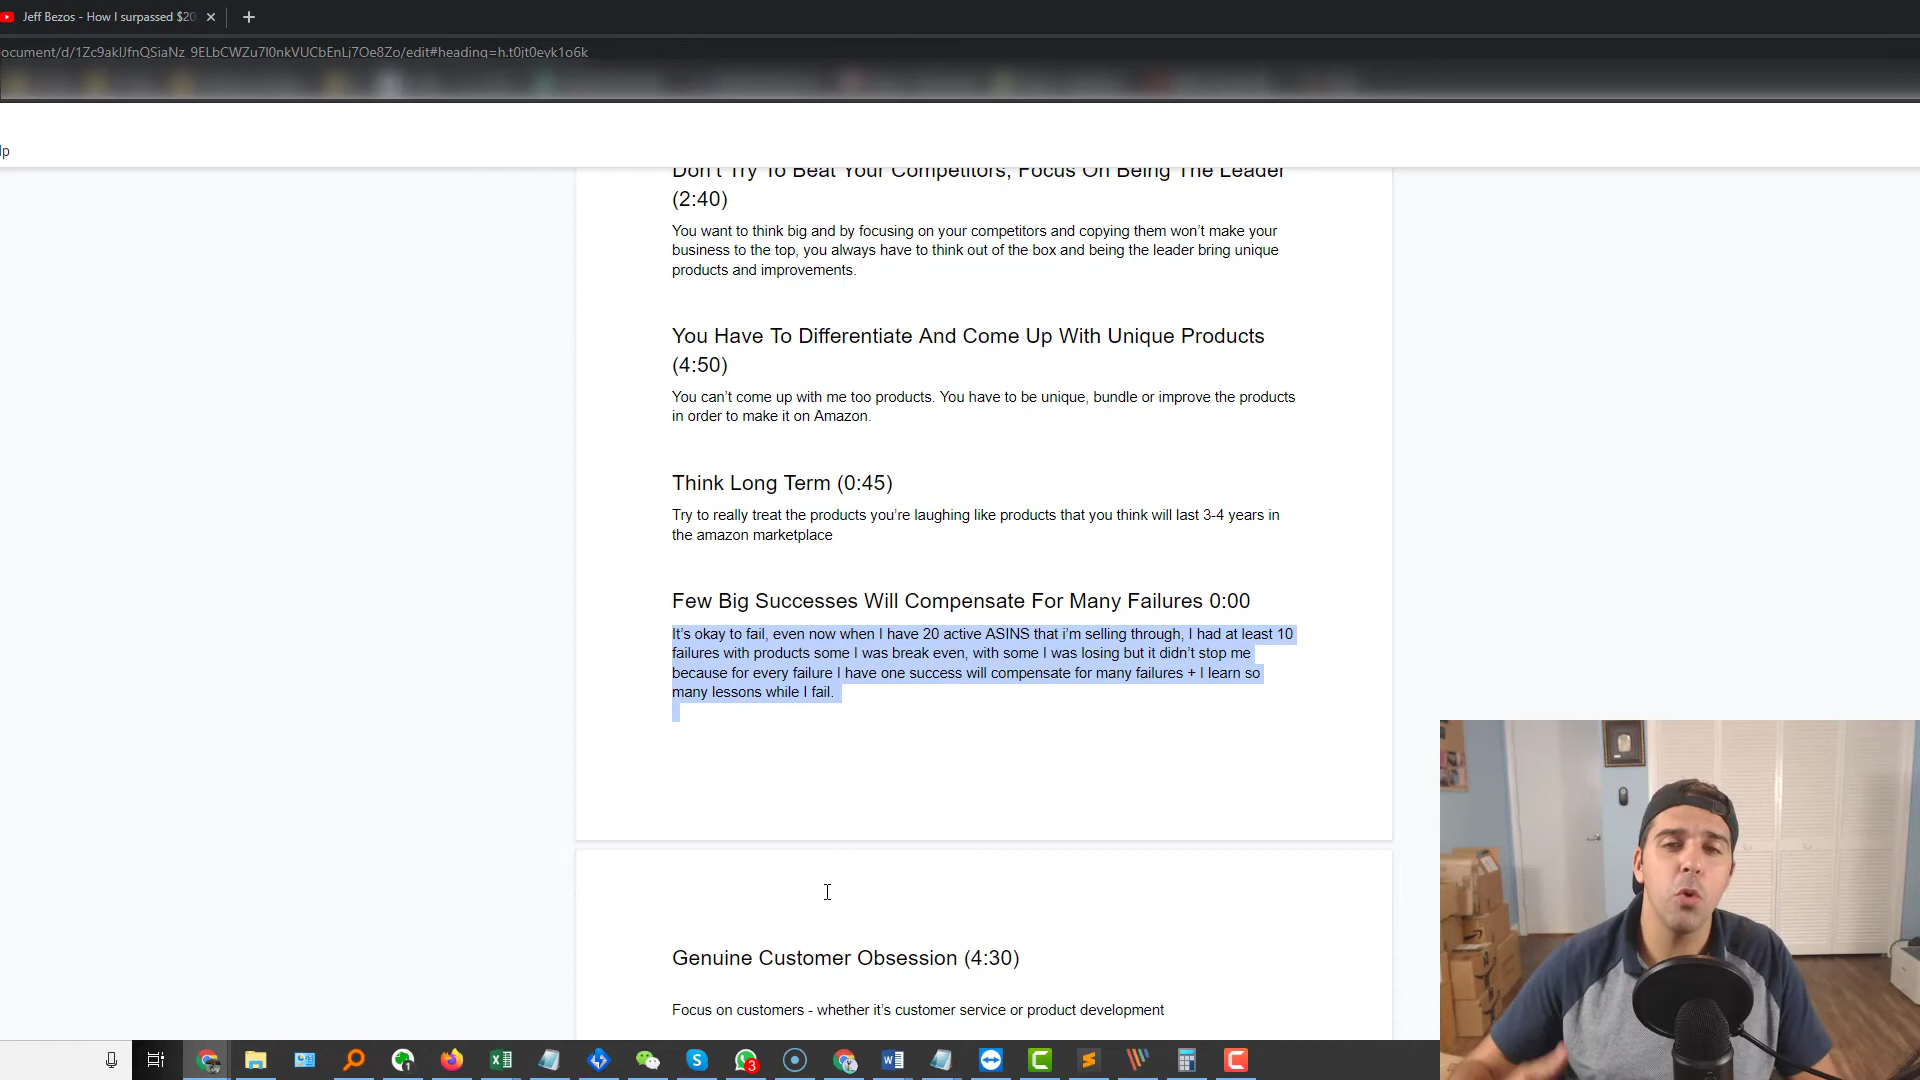 Jeff Bezos - How I surpassed $20
ocument/d/1Zc9aklJfnQSiaNz_9ELbCWZu7l0nkVUCbEnLj7Oe8Zo/edit#heading=h.t0jt0eyk1o6k
lp
Don't Try To Beat Your Competitors, Focus On Being The Leader
(2:40)
You want to think big and by focusing on your competitors and copying them won't make your
business to the top, you always have to think out of the box and being the leader bring unique
products and improvements.
You Have To Differentiate And Come Up With Unique Products
(4:50)
You can't come up with me too products. You have to be unique, bundle or improve the products
in order to make it on Amazon.
Think Long Term (0:45)
Try to really treat the products you're laughing like products that you think will last 3-4 years in
the amazon marketplace
Few Big Successes Will Compensate For Many Failures 0:00
It's okay to fail, even now when I have 20 active ASINS that i'm selling through, I had at least 10
failures with products some I was break even, with some I was losing but it didn't stop me
because for every failure I have one success will compensate for many failures + I learn so
many lessons while I fail.
Genuine Customer Obsession (4:30)
Focus on customers - whether it's customer service or product development